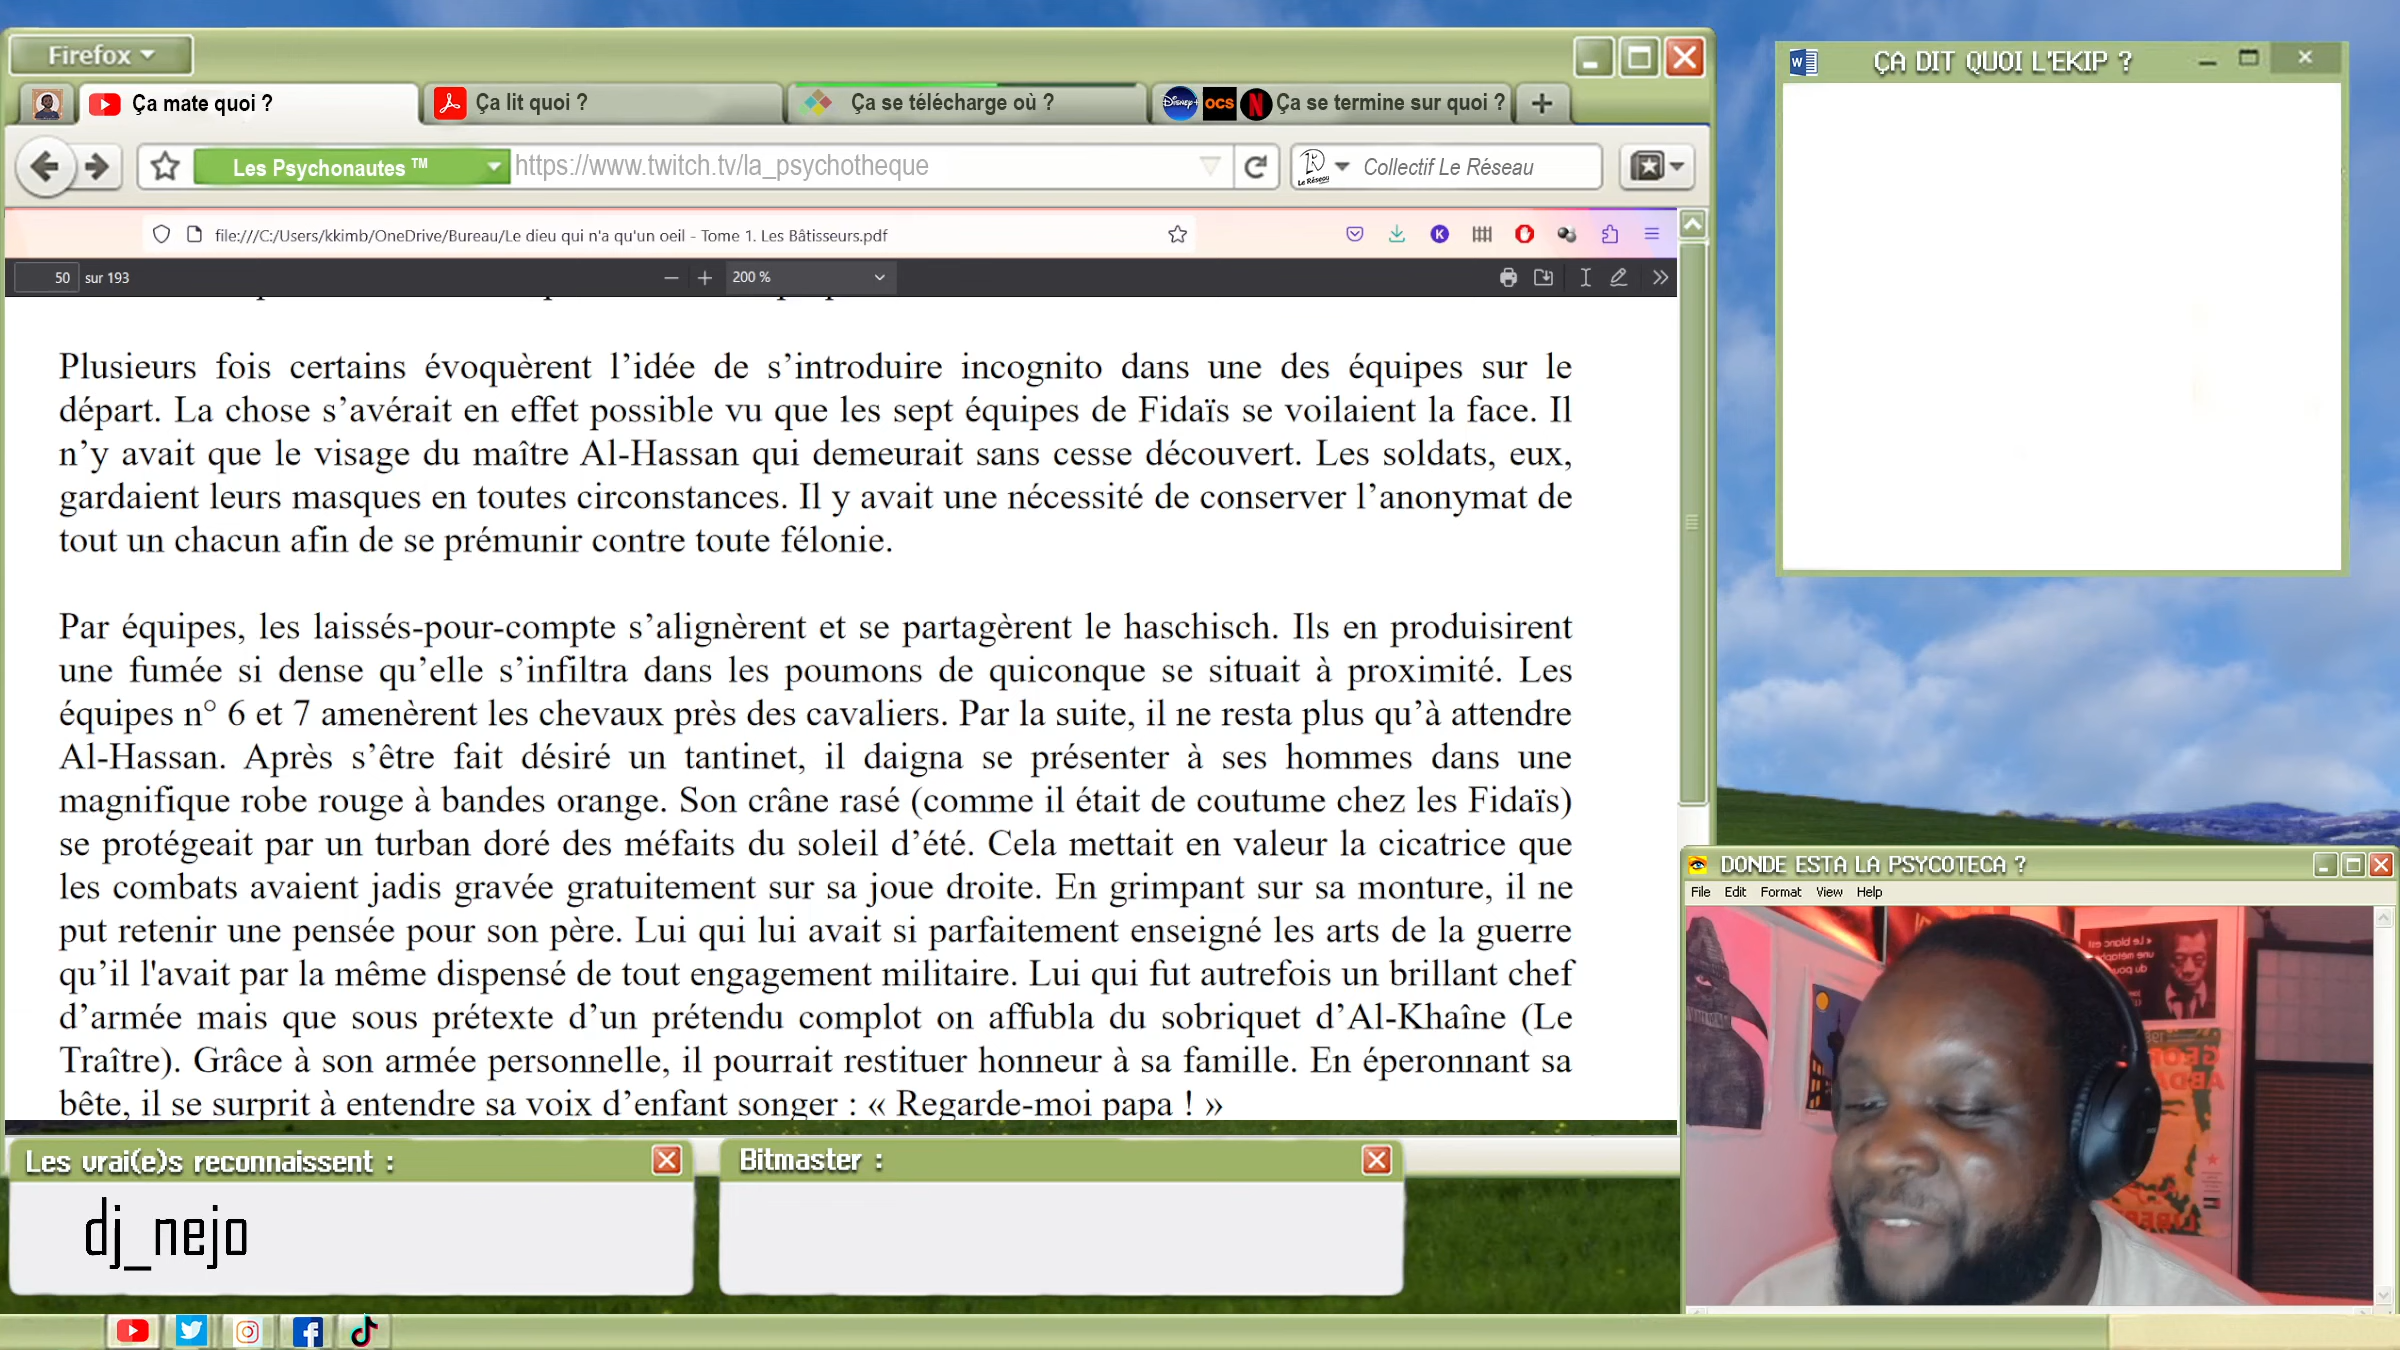 Firefox
Ça mate quoi ?
Ça lit quoi ?
Ça se télécharge où ?
Disney+ OCS N
Ça se termine sur quoi ?
Les Psychonautes ™
https://www.twitch.tv/la_psychotheque
Le Réseau
Collectif Le Réseau
file:///C:/Users/kkimb/OneDrive/Bureau/Le dieu qui n'a qu'un oeil - Tome 1. Les Bâtisseurs.pdf
K
50 sur 193
200 %
Plusieurs fois certains évoquèrent l’idée de s’introduire incognito dans une des équipes sur le
départ. La chose s’avérait en effet possible vu que les sept équipes de Fidaïs se voilaient la face. Il
n’y avait que le visage du maître Al-Hassan qui demeurait sans cesse découvert. Les soldats, eux,
gardaient leurs masques en toutes circonstances. Il y avait une nécessité de conserver l’anonymat de
tout un chacun afin de se prémunir contre toute félonie.
Par équipes, les laissés-pour-compte s’alignèrent et se partagèrent le haschisch. Ils en produisirent
une fumée si dense qu’elle s’infiltra dans les poumons de quiconque se situait à proximité. Les
équipes n° 6 et 7 amenèrent les chevaux près des cavaliers. Par la suite, il ne resta plus qu’à attendre
Al-Hassan. Après s’être fait désiré un tantinet, il daigna se présenter à ses hommes dans une
magnifique robe rouge à bandes orange. Son crâne rasé (comme il était de coutume chez les Fidaïs)
se protégeait par un turban doré des méfaits du soleil d’été. Cela mettait en valeur la cicatrice que
les combats avaient jadis gravée gratuitement sur sa joue droite. En grimpant sur sa monture, il ne
put retenir une pensée pour son père. Lui qui lui avait si parfaitement enseigné les arts de la guerre
qu’il l'avait par la même dispensé de tout engagement militaire. Lui qui fut autrefois un brillant chef
d’armée mais que sous prétexte d’un prétendu complot on affubla du sobriquet d’Al-Khaîne (Le
Traître). Grâce à son armée personnelle, il pourrait restituer honneur à sa famille. En éperonnant sa
bête, il se surprit à entendre sa voix d’enfant songer : « Regarde-moi papa ! »
ÇA DIT QUOI L'EKIP ?
DONDE ESTA LA PSYCOTECA ?
File Edit Format View Help
« Le blanc est
une métaphore
du pou
Les vrai(e)s reconnaissent :
dj_nejo
Bitmaster :